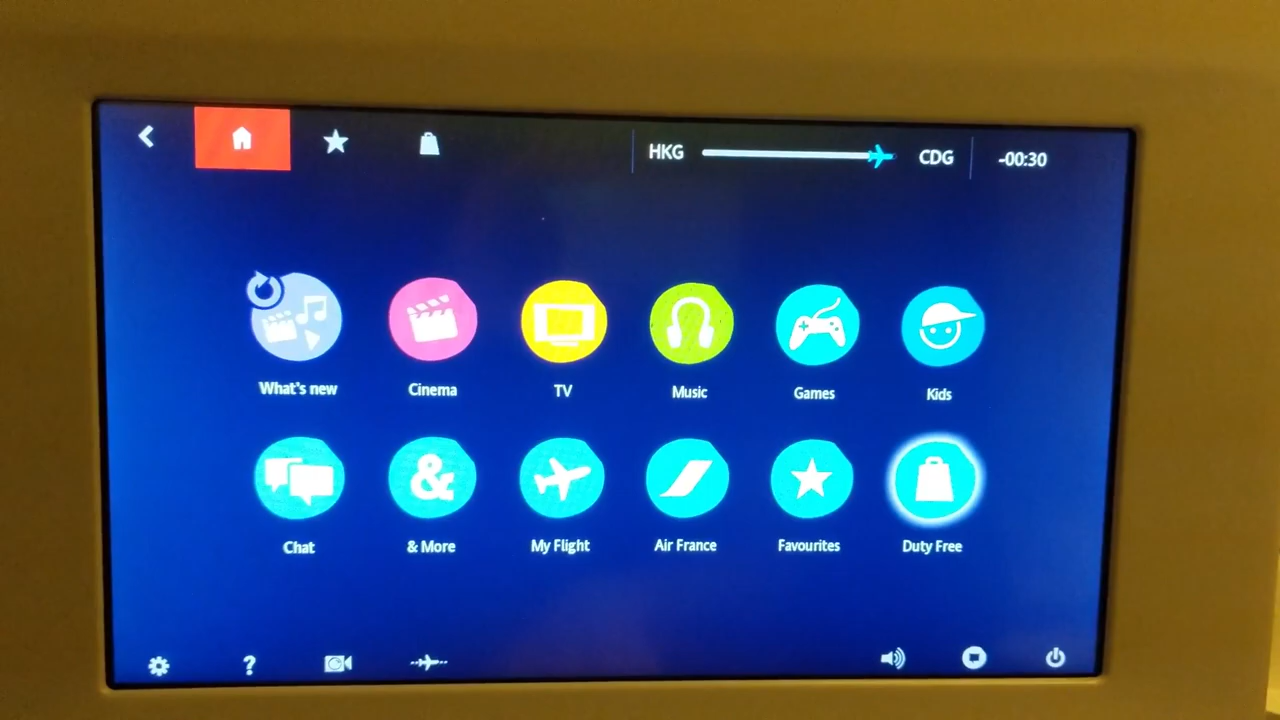 HKG CDG -00:30
What's new Cinema TV Music Games Kids
Chat & More My Flight Air France Favourites Duty Free